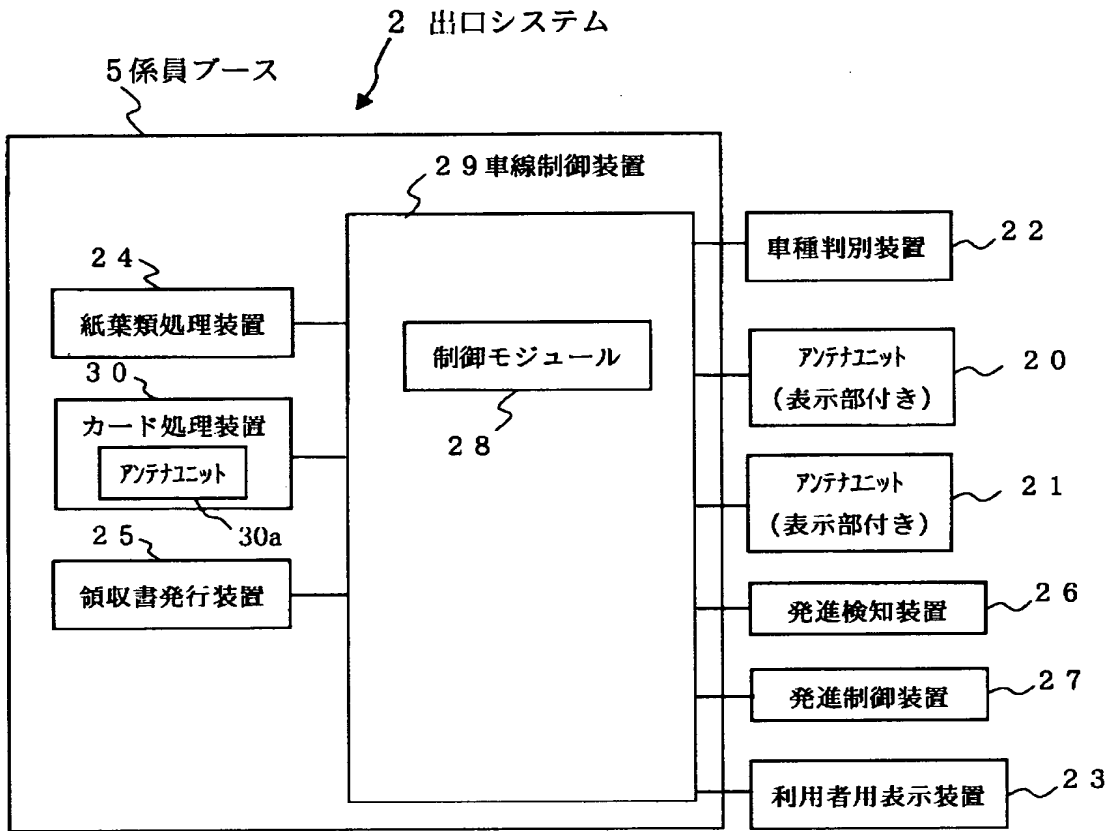 2 出口システム
5係員ブース
29車線制御装置
24
紙葉類処理装置
30
カード処理装置
アンテナユニット
30a
25
領収書発行装置
制御モジュール
28
車種判別装置
22
アンテナユニット
(表示部付き)
20
アンテナユニット
(表示部付き)
21
発進検知装置
26
発進制御装置
27
利用者用表示装置
23